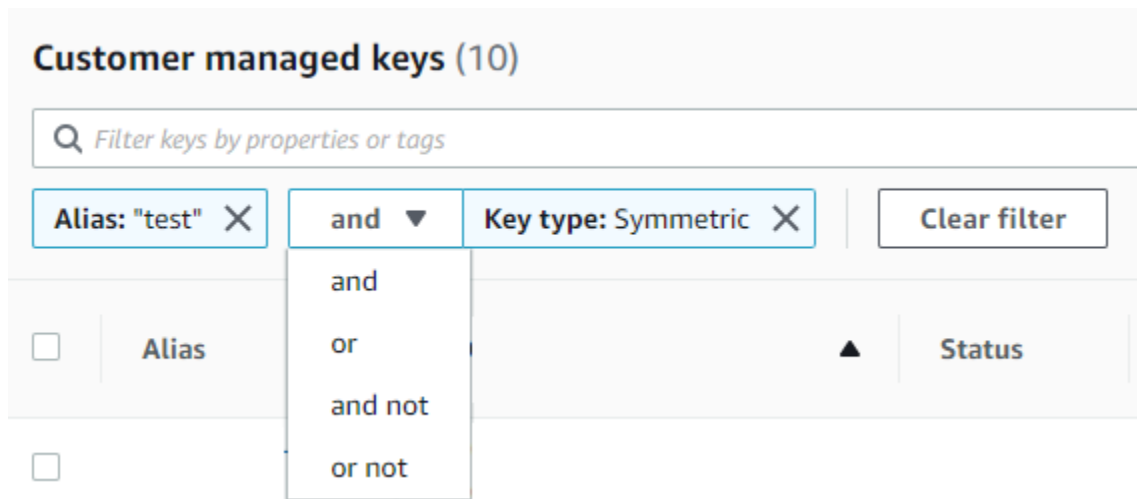 Customer managed keys (10)
Filter keys by properties or tags
Alias: "test" and Key type: Symmetric Clear filter
and
Alias or Status
and not
or not